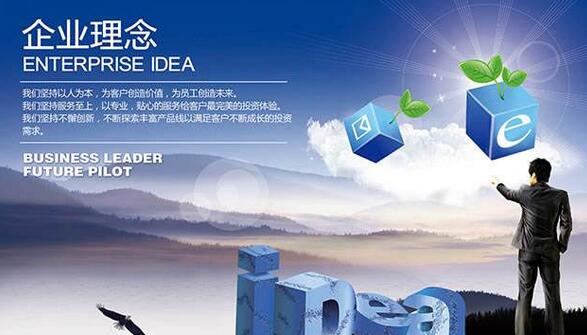 企业理念
ENTERPRISE IDEA
我们坚持以人为本，为客户创造价值，为员工创造未来。
我们坚持服务至上，以专业，贴心的服务给客户最完美的投资体验。
我们坚持不懈创新，不断探索丰富产品线以满足客户不断成长的投资
需求。
BUSINESS LEADER
FUTURE PILOT
e
idea